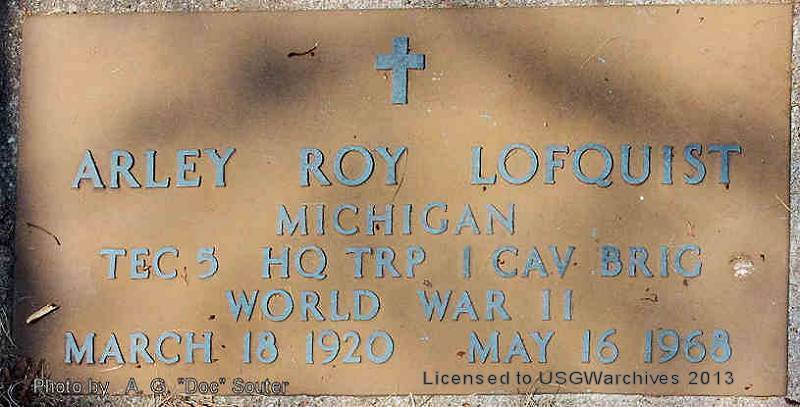 ARLEY ROY LOFQUIST
MICHIGAN
TEC 5 HQ TRP 1 CAV BRIG
WORLD WAR II
MARCH 18 1920 MAY 16 1968
Photo by A. G. "Doc" Souter
Licensed to USGWarchives 2013